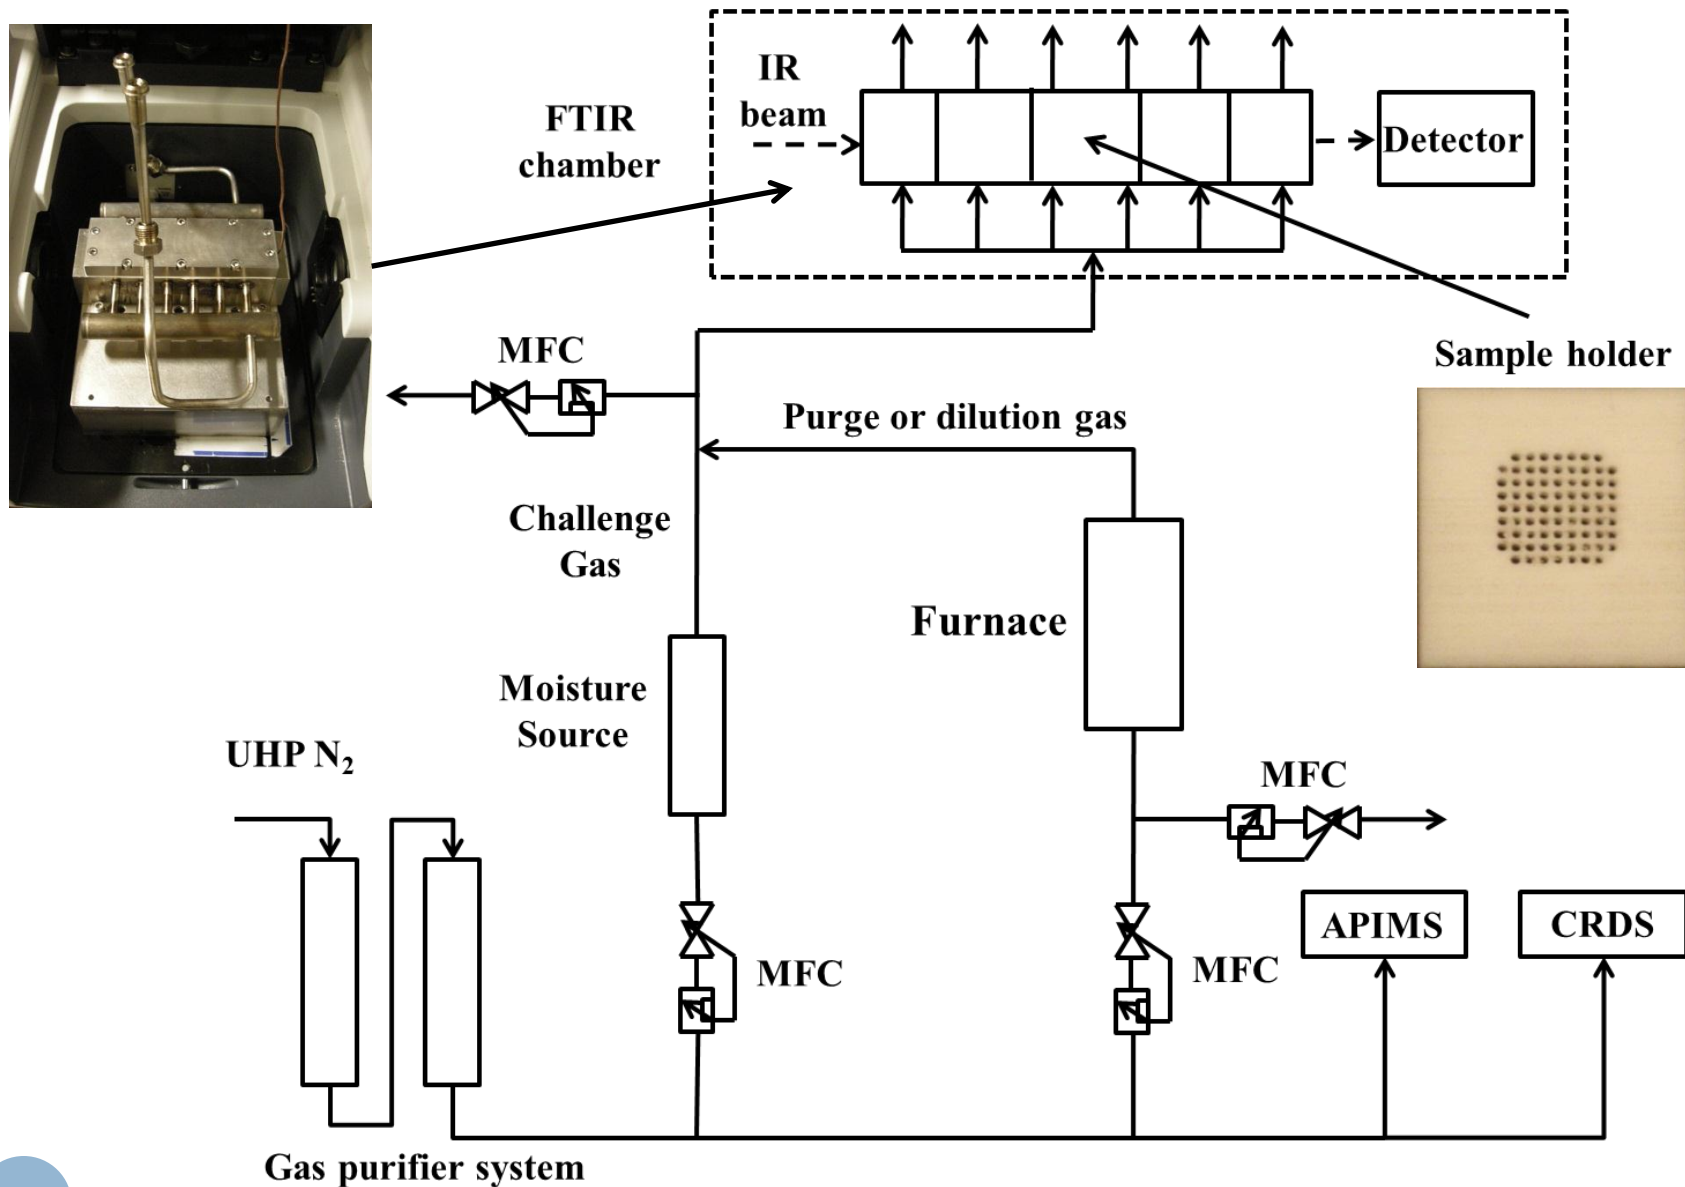 IR
beam
FTIR
chamber
Detector
MFC
Sample holder
Purge or dilution gas
Challenge
Gas
Furnace
Moisture
Source
UHP N₂
MFC
APIMS
CRDS
MFC
MFC
Gas purifier system